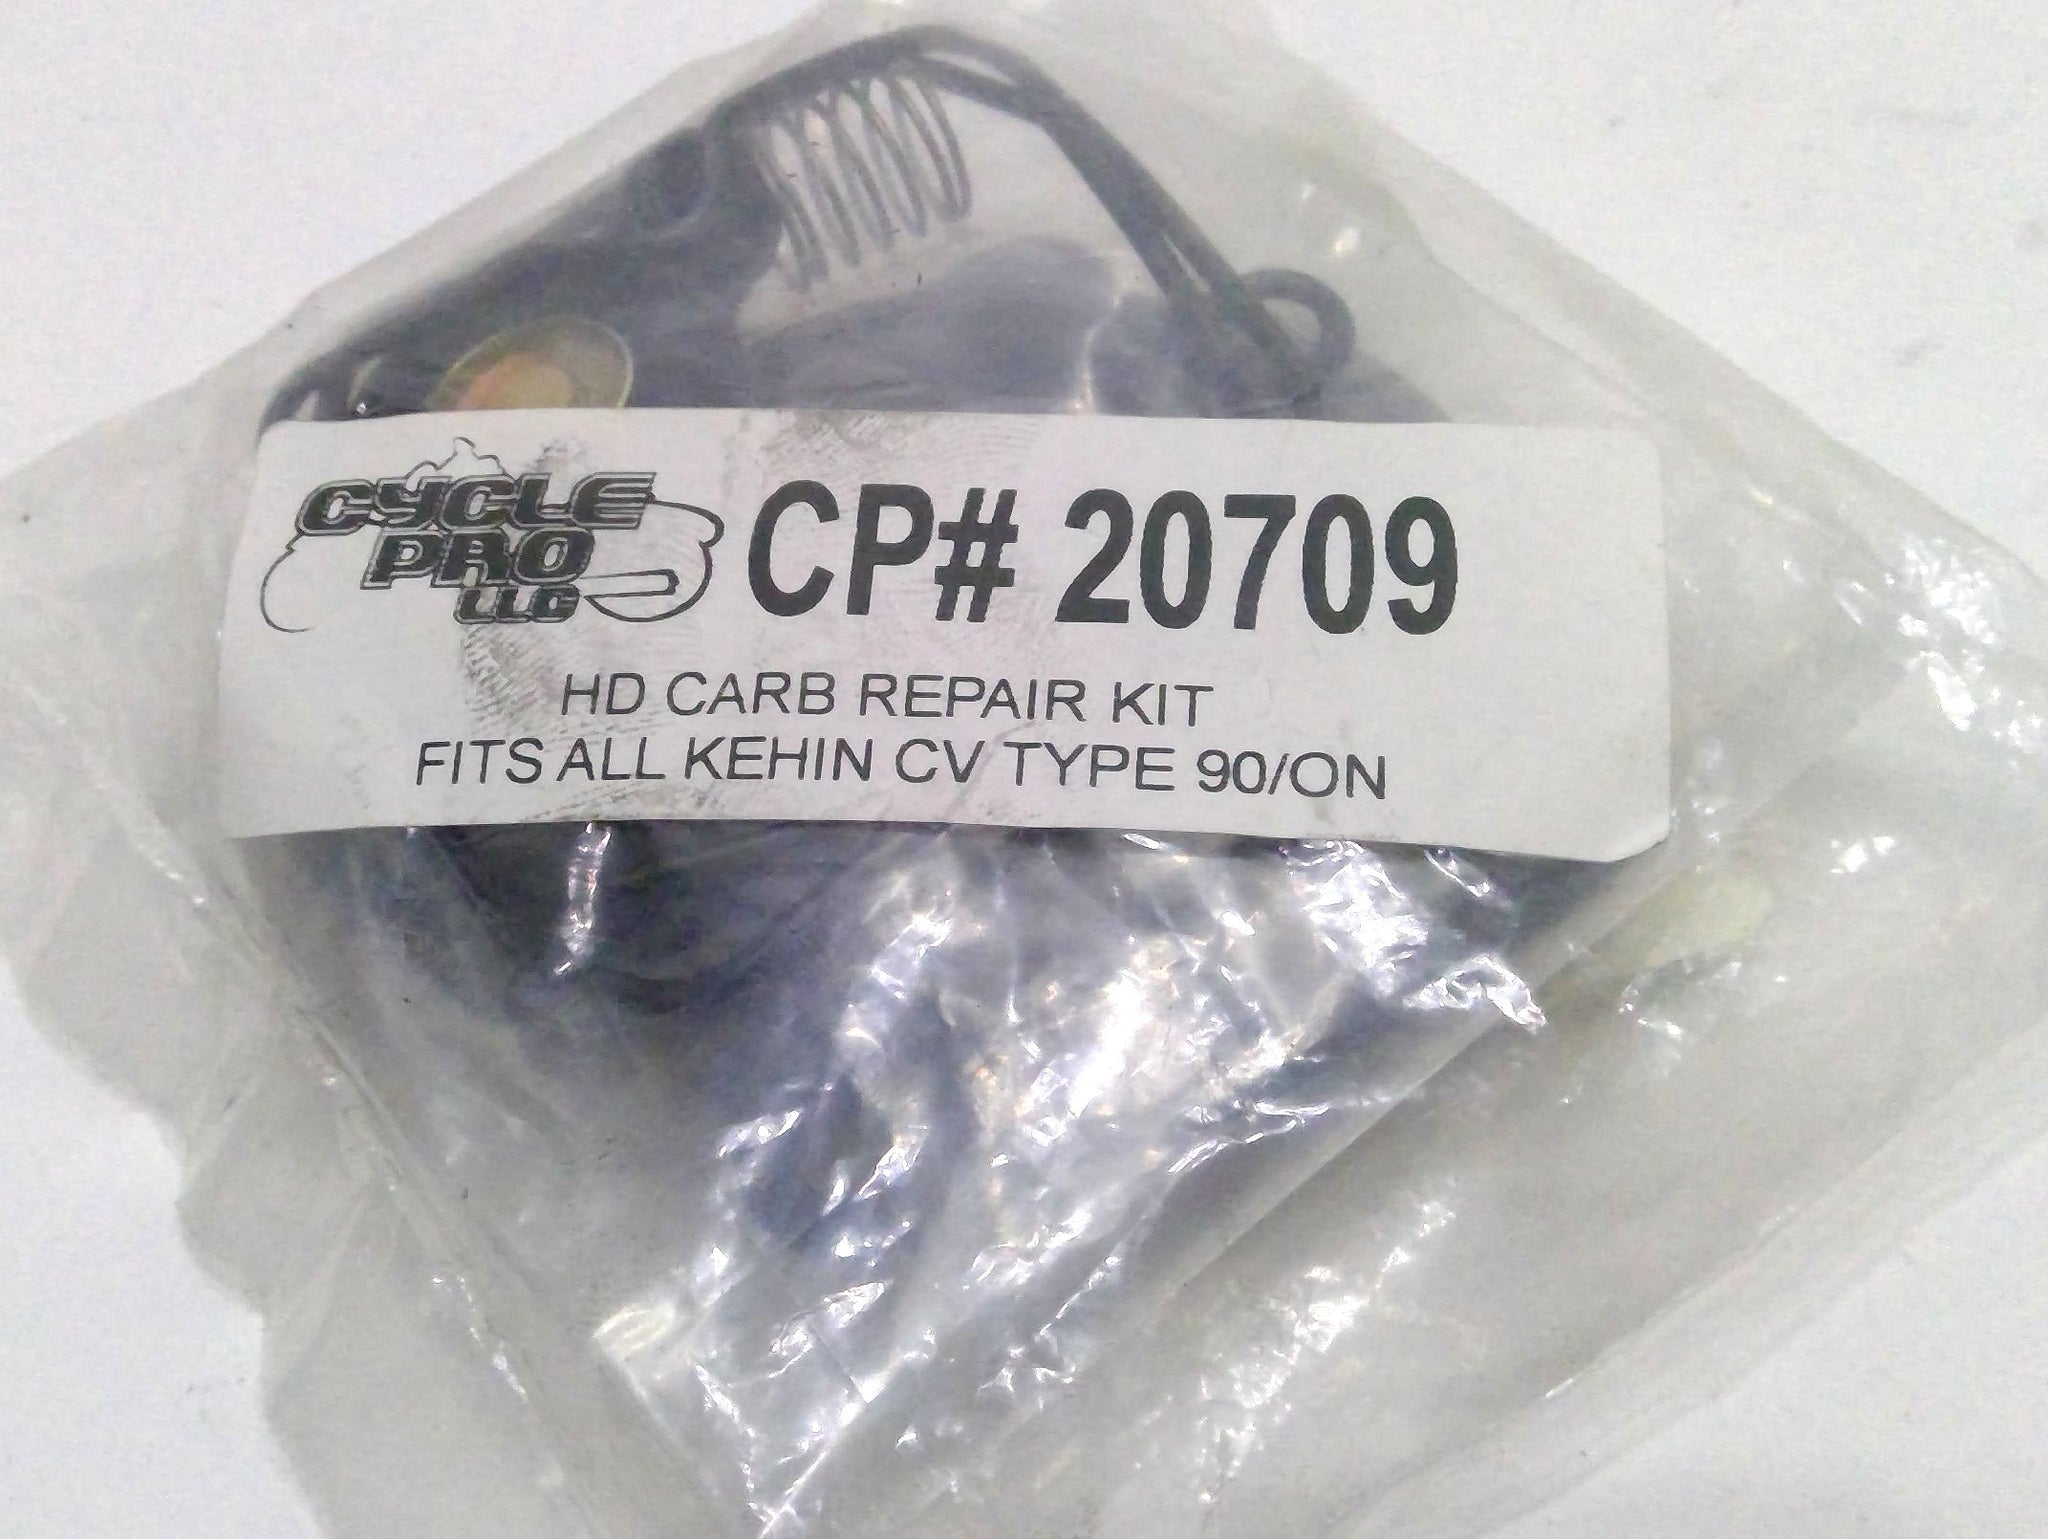 CYCLE
PRO
LLC
CP# 20709
HD CARB REPAIR KIT
FITS ALL KEHIN CV TYPE 90/ON